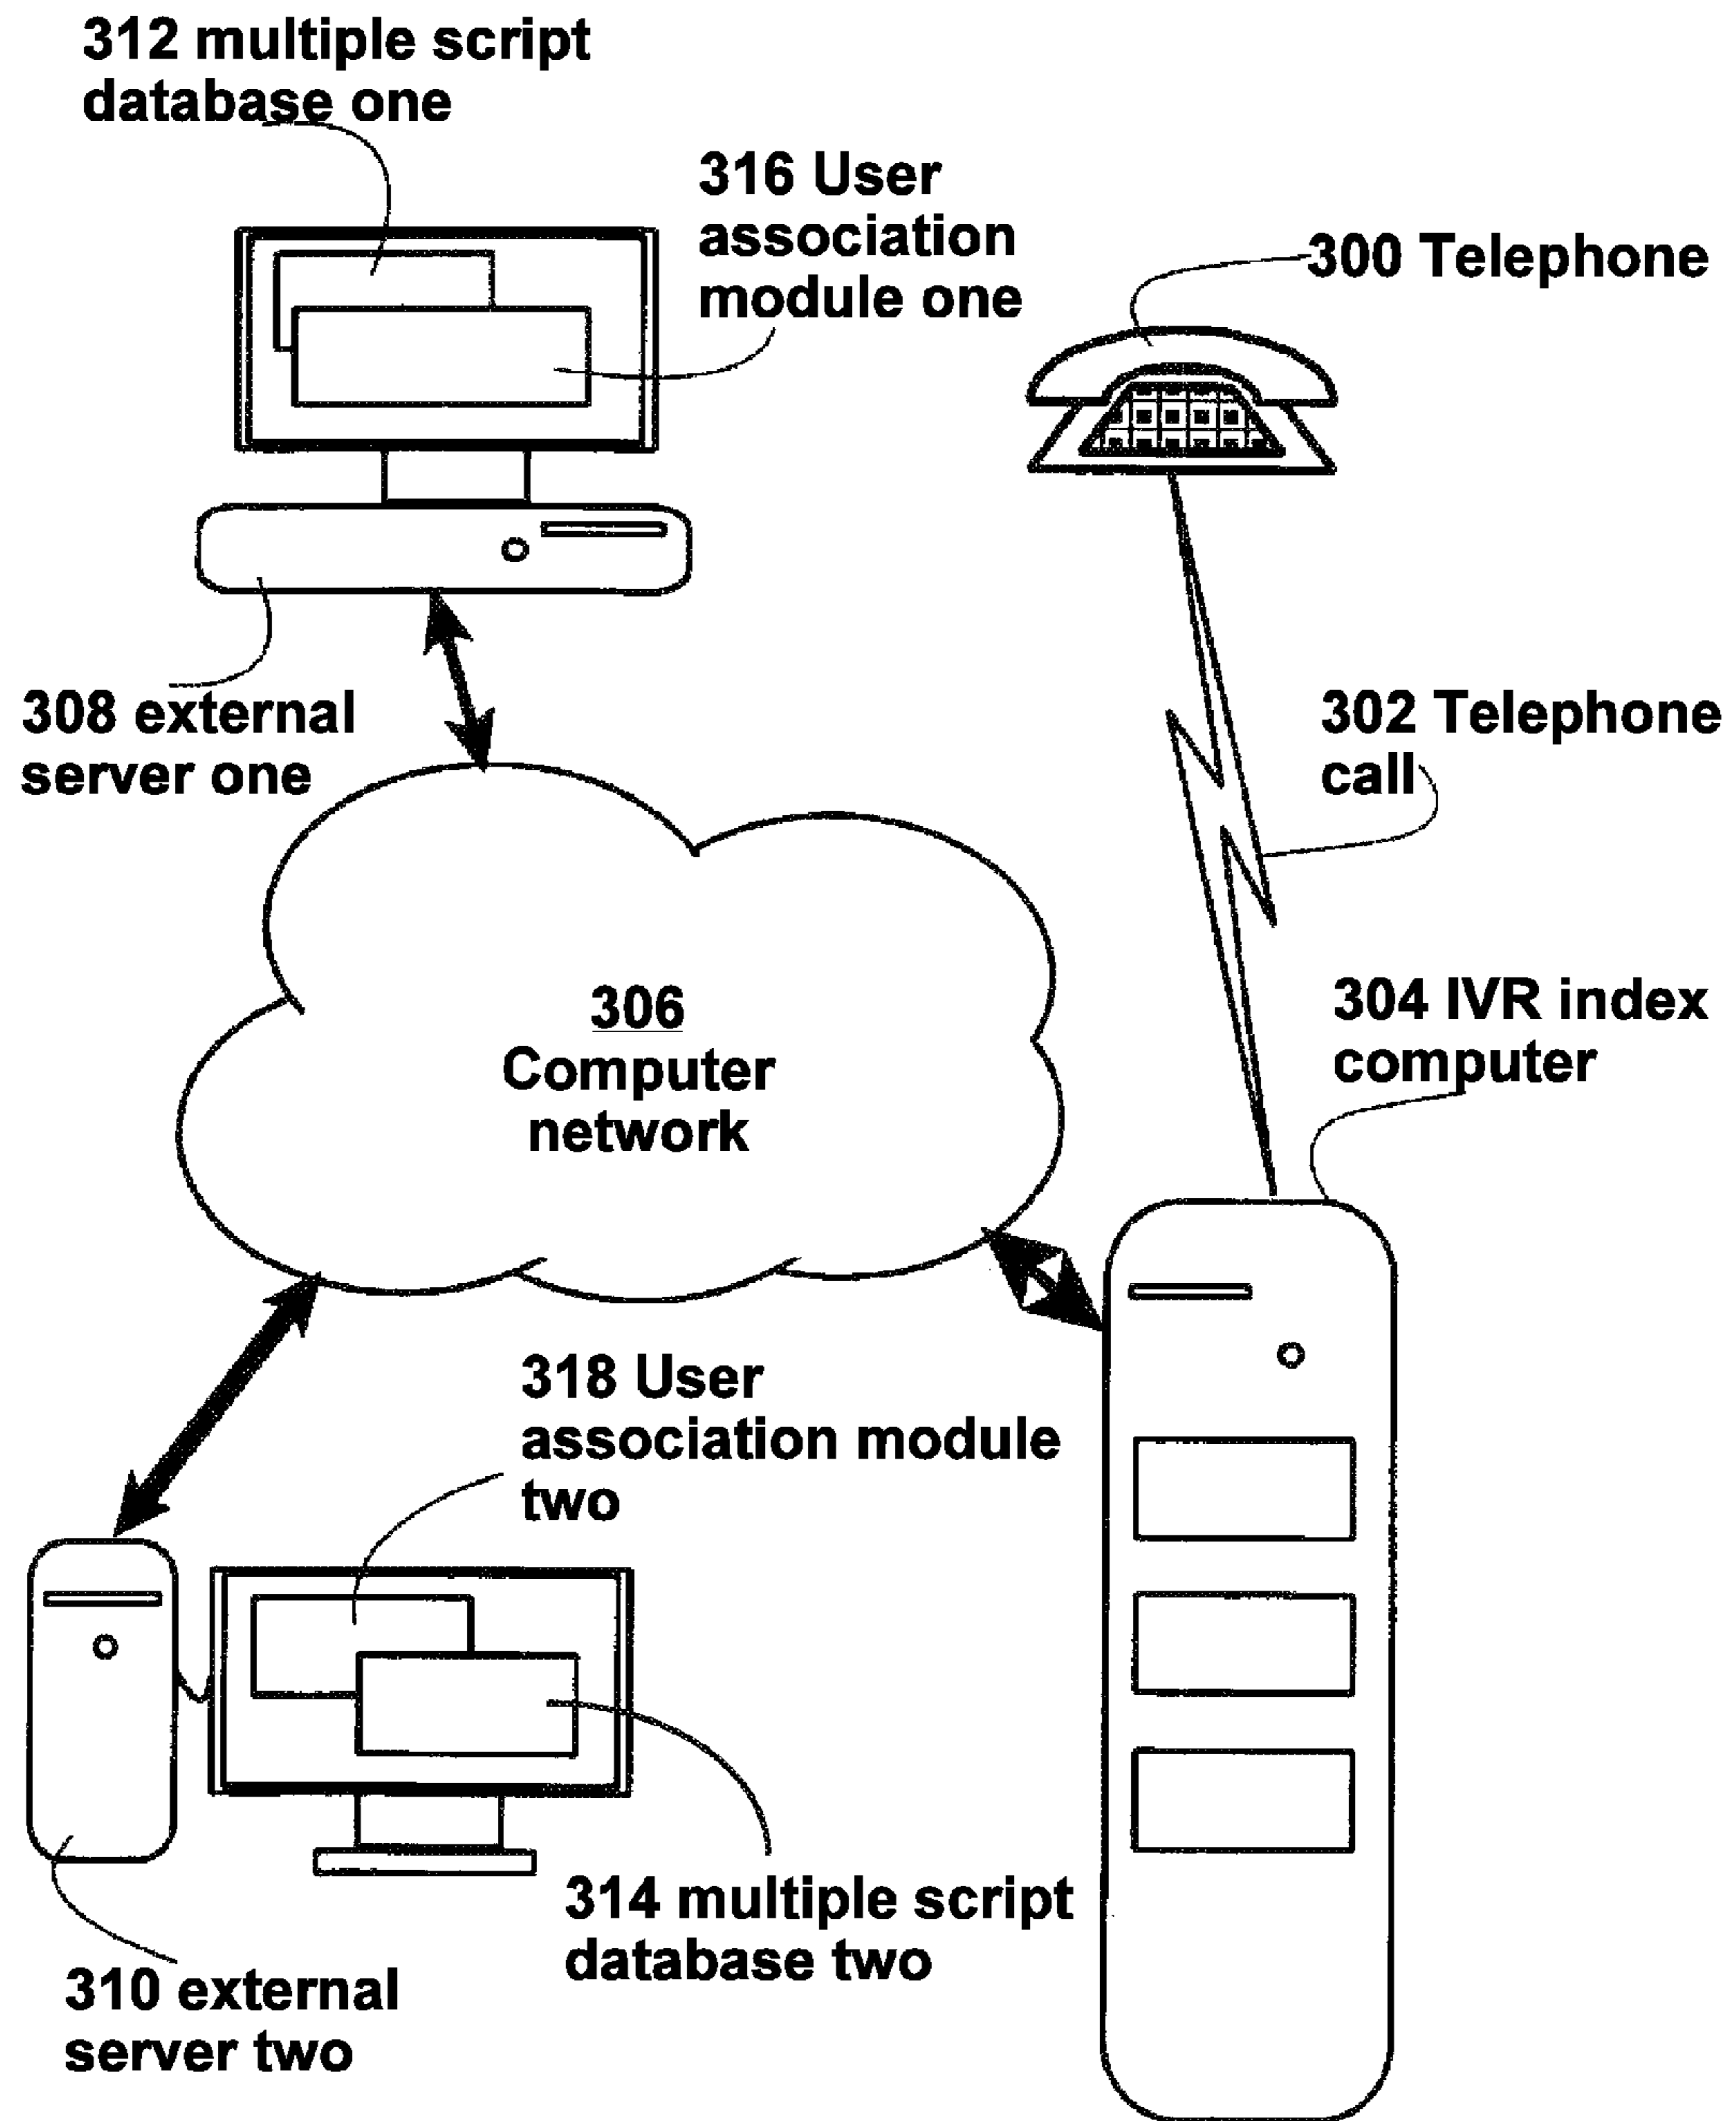 312 multiple script
database one
316 User
association
module one
300 Telephone
308 external
server one
302 Telephone
call
306
Computer
network
304 IVR index
computer
318 User
association module
two
314 multiple script
database two
310 external
server two